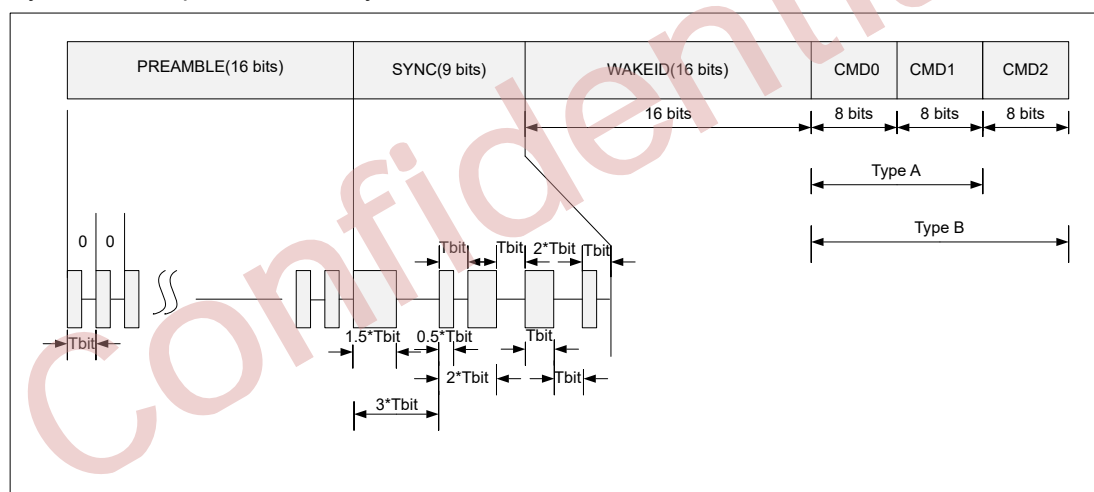 PREAMBLE(16 bits) SYNC(9 bits) WAKEID(16 bits) CMD0 CMD1 CMD2
16 bits 8 bits 8 bits 8 bits
Type A
Type B
0 0
Tbit Tbit 2*Tbit Tbit
1.5*Tbit 0.5*Tbit Tbit
Tbit
2*Tbit Tbit
3*Tbit
Confidenti